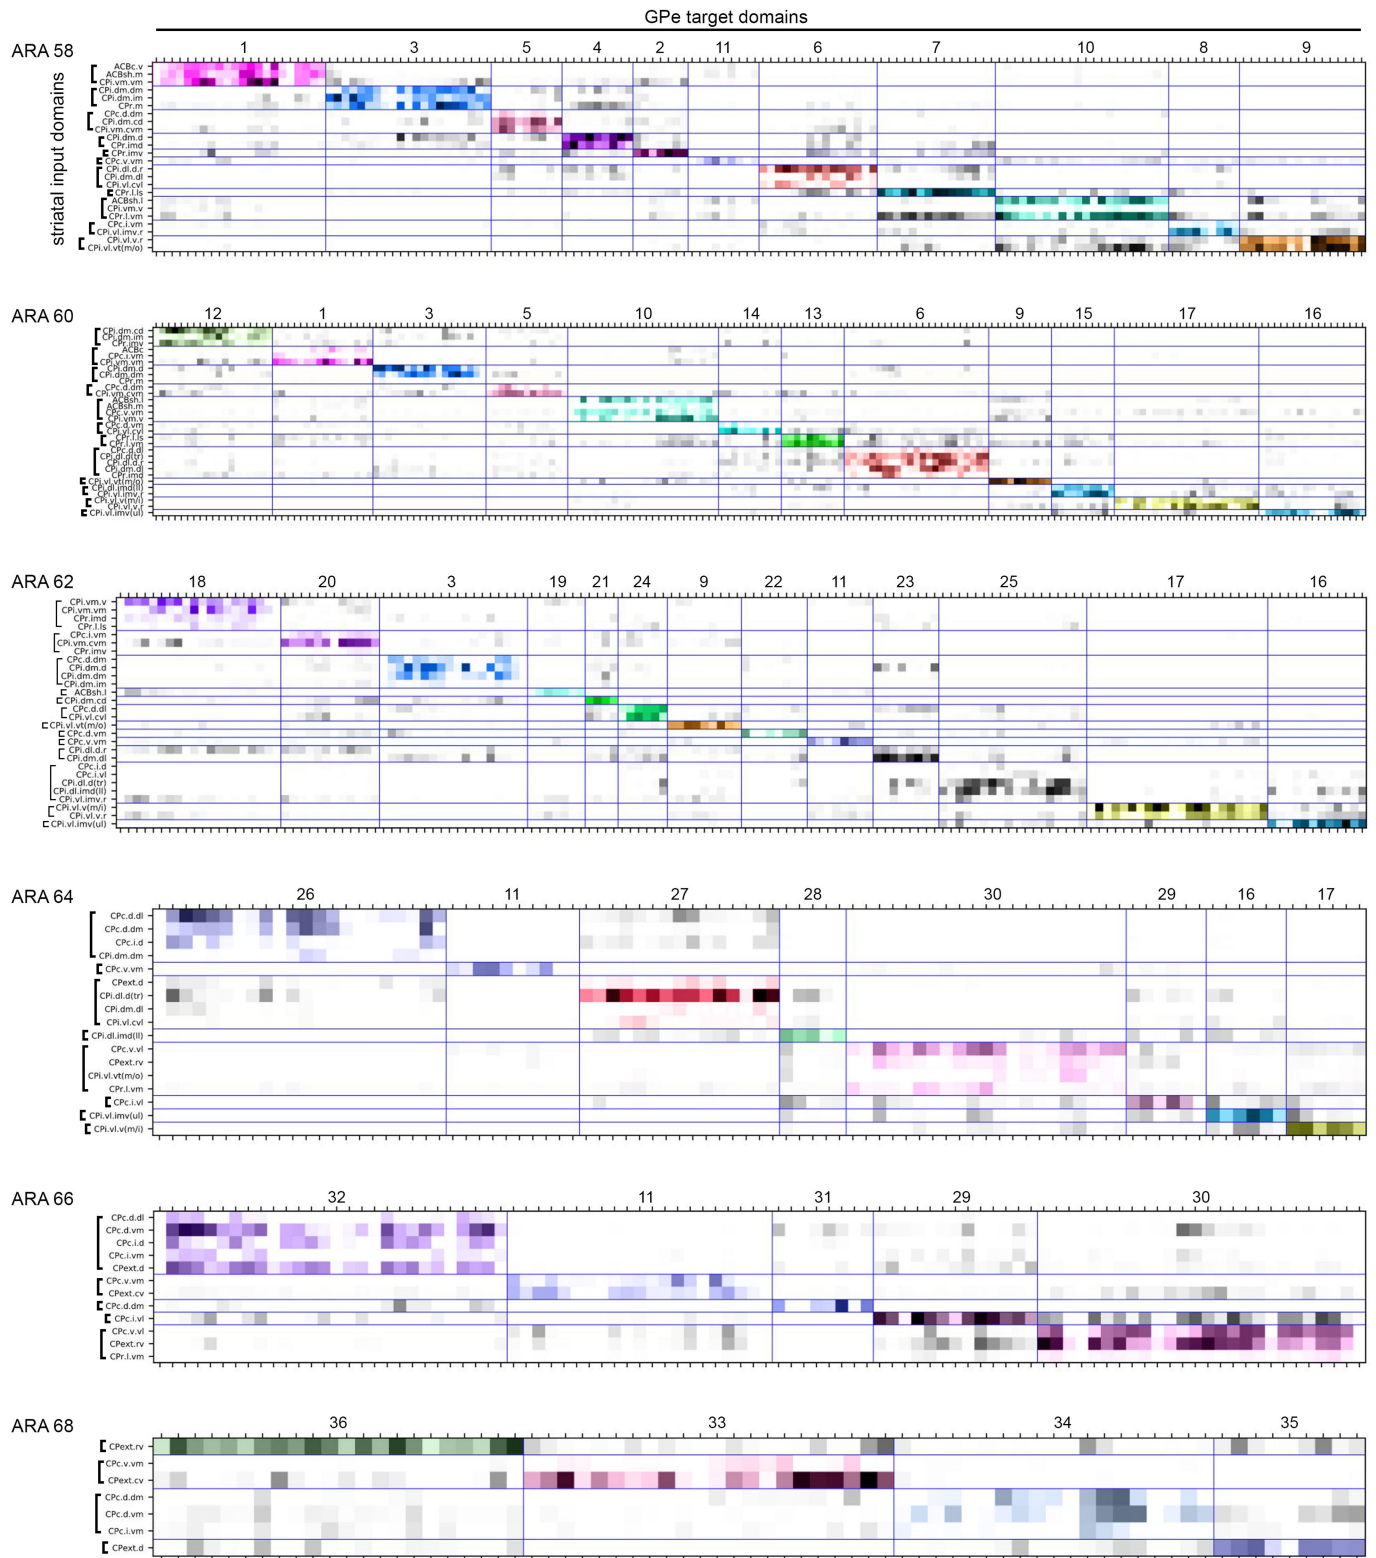 GPe target domains
ARA 58
1 3 5 4 2 11 6 7 10 8 9
striatal input domains
ACBc.v
ACBsh.m
CPi.vm.vm
CPi.dm.dm
CPi.dm.im
CPr.m
CPc.d.dm
CPi.dm.cd
CPi.vm.cvm
CPi.dm.d
CPr.imd
CPr.imv
CPc.v.vm
CPi.dl.d.r
CPi.dm.dl
CPi.vl.cvl
CPr.l.ls
ACBsh.l
CPi.vm.v
CPr.l.vm
CPc.i.vm
CPi.vl.imv.r
CPi.vl.v.r
CPi.vl.vt(m/o)
ARA 60
12 1 3 5 10 14 13 6 9 15 17 16
CPi.dm.cd
CPi.dm.im
CPr.imv
ACBc
CPc.i.vm
CPi.vm.vm
CPi.dm.d
CPi.dm.dm
CPr.m
CPc.d.dm
CPi.vm.cvm
ACBsh.l
ACBsh.m
CPc.v.vm
CPi.vm.v
CPc.d.vm
CPi.vl.cvl
CPr.l.ls
CPr.l.vm
CPc.d.dl
CPi.dl.d(tr)
CPi.dl.d.r
CPi.dm.dl
CPr.imd
CPi.vl.vt(m/o)
CPi.dl.imd(ll)
CPi.vl.imv.r
CPi.vl.v(m/i)
CPi.vl.v.r
CPi.vl.imv(ul)
ARA 62
18 20 3 19 21 24 9 22 11 23 25 17 16
CPi.vm.v
CPi.vm.vm
CPr.imd
CPr.l.ls
CPc.i.vm
CPi.vm.cvm
CPr.imv
CPc.d.dm
CPi.dm.d
CPi.dm.dm
CPi.dm.im
ACBsh.l
CPi.dm.cd
CPc.d.dl
CPi.vl.cvl
CPi.vl.vt(m/o)
CPc.d.vm
CPc.v.vm
CPi.dl.d.r
CPi.dm.dl
CPc.i.d
CPc.i.vl
CPi.dl.d(tr)
CPi.dl.imd(ll)
CPi.vl.imv.r
CPi.vl.v(m/i)
CPi.vl.v.r
CPi.vl.imv(ul)
ARA 64
26 11 27 28 30 29 16 17
CPc.d.dl
CPc.d.dm
CPc.i.d
CPi.dm.dm
CPc.v.vm
CPext.d
CPi.dl.d(tr)
CPi.dm.dl
CPi.vl.cvl
CPi.dl.imd(ll)
CPc.v.vl
CPext.rv
CPi.vl.vt(m/o)
CPr.l.vm
CPc.i.vl
CPi.vl.imv(ul)
CPi.vl.v(m/i)
ARA 66
32 11 31 29 30
CPc.d.dl
CPc.d.vm
CPc.i.d
CPc.i.vm
CPext.d
CPc.v.vm
CPext.cv
CPc.d.dm
CPc.i.vl
CPc.v.vl
CPext.rv
CPr.l.vm
ARA 68
36 33 34 35
CPext.rv
CPc.v.vm
CPext.cv
CPc.d.dm
CPc.d.vm
CPc.i.vm
CPext.d